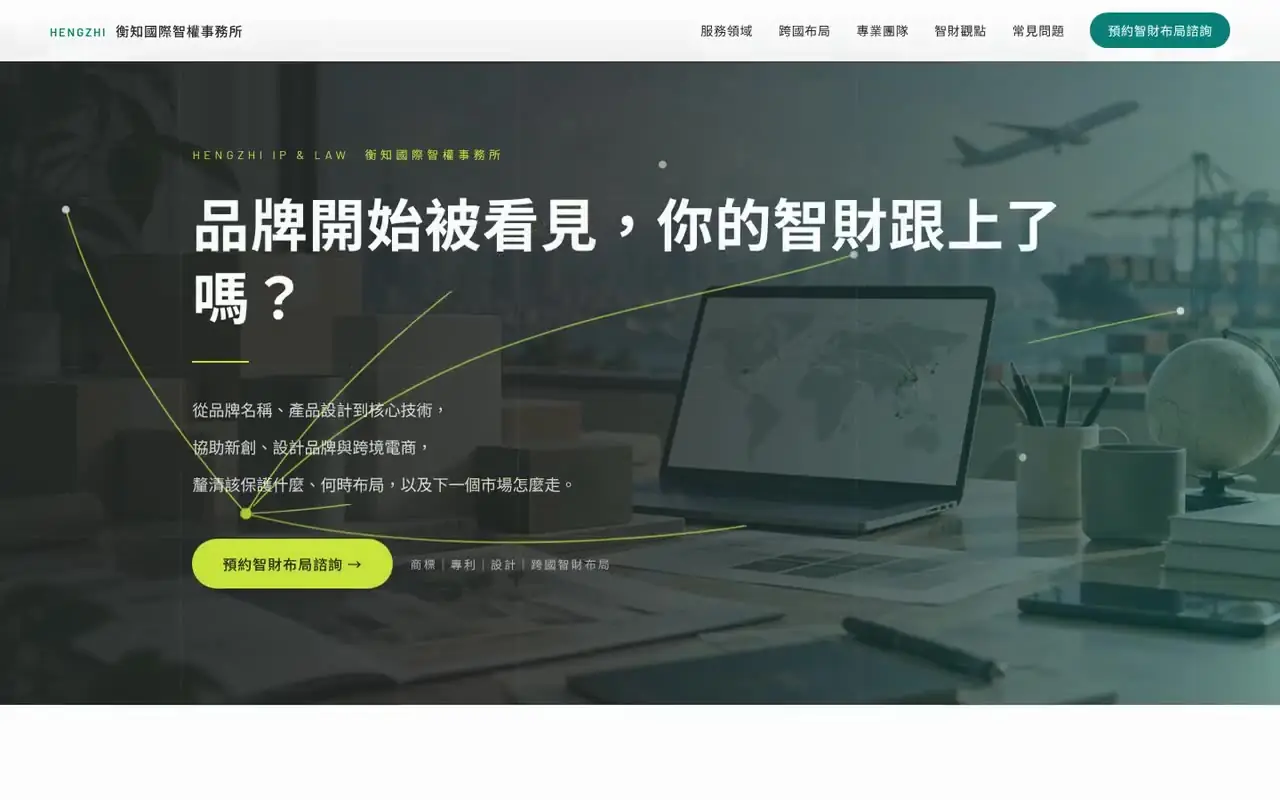 HENGZHI 衡知國際智權事務所
服務領域 跨國布局 專業團隊 智財觀點 常見問題 預約智財布局諮詢
HENGZHI IP & LAW 衡知國際智權事務所
品牌開始被看見，你的智財跟上了
嗎？
從品牌名稱、產品設計到核心技術，
協助新創、設計品牌與跨境電商，
釐清該保護什麼、何時布局，以及下一個市場怎麼走。
預約智財布局諮詢 → 商標｜專利｜設計｜跨國智財布局